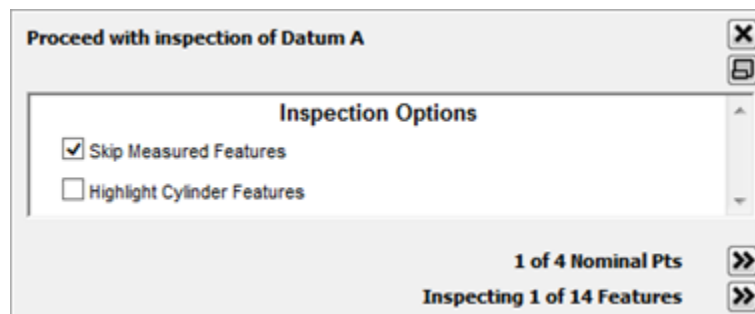 Proceed with inspection of Datum A
Inspection Options
Skip Measured Features
Highlight Cylinder Features
1 of 4 Nominal Pts
Inspecting 1 of 14 Features